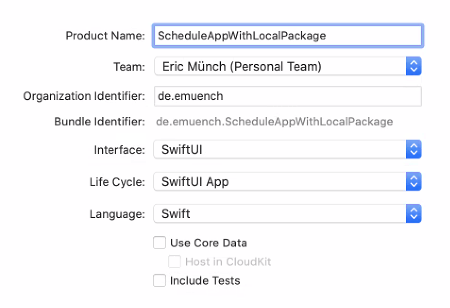 Product Name: ScheduleAppWithLocalPackage
Team: Eric Münch (Personal Team)
Organization Identifier: de.emuench
Bundle Identifier: de.emuench.ScheduleAppWithLocalPackage
Interface: SwiftUI
Life Cycle: SwiftUI App
Language: Swift
Use Core Data
Host in CloudKit
Include Tests